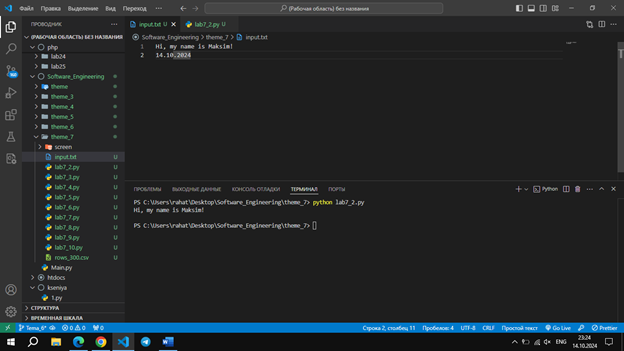 Файл Правка Выделение Вид Переход ···
(Рабочая область) без названия
ПРОВОДНИК ···
(РАБОЧАЯ ОБЛАСТЬ) БЕЗ НАЗВАНИЯ
php
lab24
lab25
Software_Engineering
theme
theme_3
theme_4
theme_5
theme_6
theme_7
screen
input.txt U
lab7_2.py U
lab7_3.py U
lab7_4.py U
lab7_5.py U
lab7_6.py U
lab7_7.py U
lab7_8.py U
lab7_9.py U
lab7_10.py U
rows_300.csv U
Main.py
htdocs
kseniya
1.py
СТРУКТУРА
ВРЕМЕННАЯ ШКАЛА
input.txt U lab7_2.py U
Software_Engineering > theme_7 > input.txt
1 Hi, my name is Maksim!
2 14.10.2024
ПРОБЛЕМЫ ВЫХОДНЫЕ ДАННЫЕ КОНСОЛЬ ОТЛАДКИ ТЕРМИНАЛ ПОРТЫ
Python
PS C:\Users\rahat\Desktop\Software_Engineering\theme_7> python lab7_2.py
Hi, my name is Maksim!
PS C:\Users\rahat\Desktop\Software_Engineering\theme_7>
Tema_6* 0 0 0 Строка 2, столбец 11 Пробелов: 4 UTF-8 CRLF Простой текст Go Live Prettier
ENG 23:24
14.10.2024